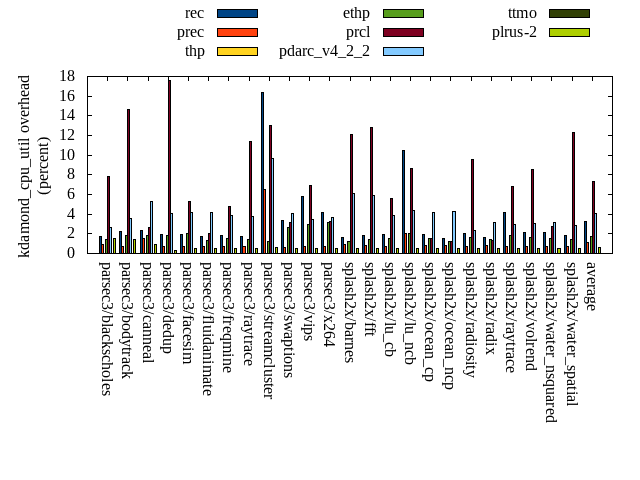 rec
prec
thp
ethp
prcl
pdarc_v4_2_2
ttmo
plrus-2
kdamond_cpu_util overhead
(percent)
18
16
14
12
10
8
6
4
2
0
parsec3/blackscholes
parsec3/bodytrack
parsec3/canneal
parsec3/dedup
parsec3/facesim
parsec3/fluidanimate
parsec3/freqmine
parsec3/raytrace
parsec3/streamcluster
parsec3/swaptions
parsec3/vips
parsec3/x264
splash2x/barnes
splash2x/fft
splash2x/lu_cb
splash2x/lu_ncb
splash2x/ocean_cp
splash2x/ocean_ncp
splash2x/radiosity
splash2x/radix
splash2x/raytrace
splash2x/volrend
splash2x/water_nsquared
splash2x/water_spatial
average